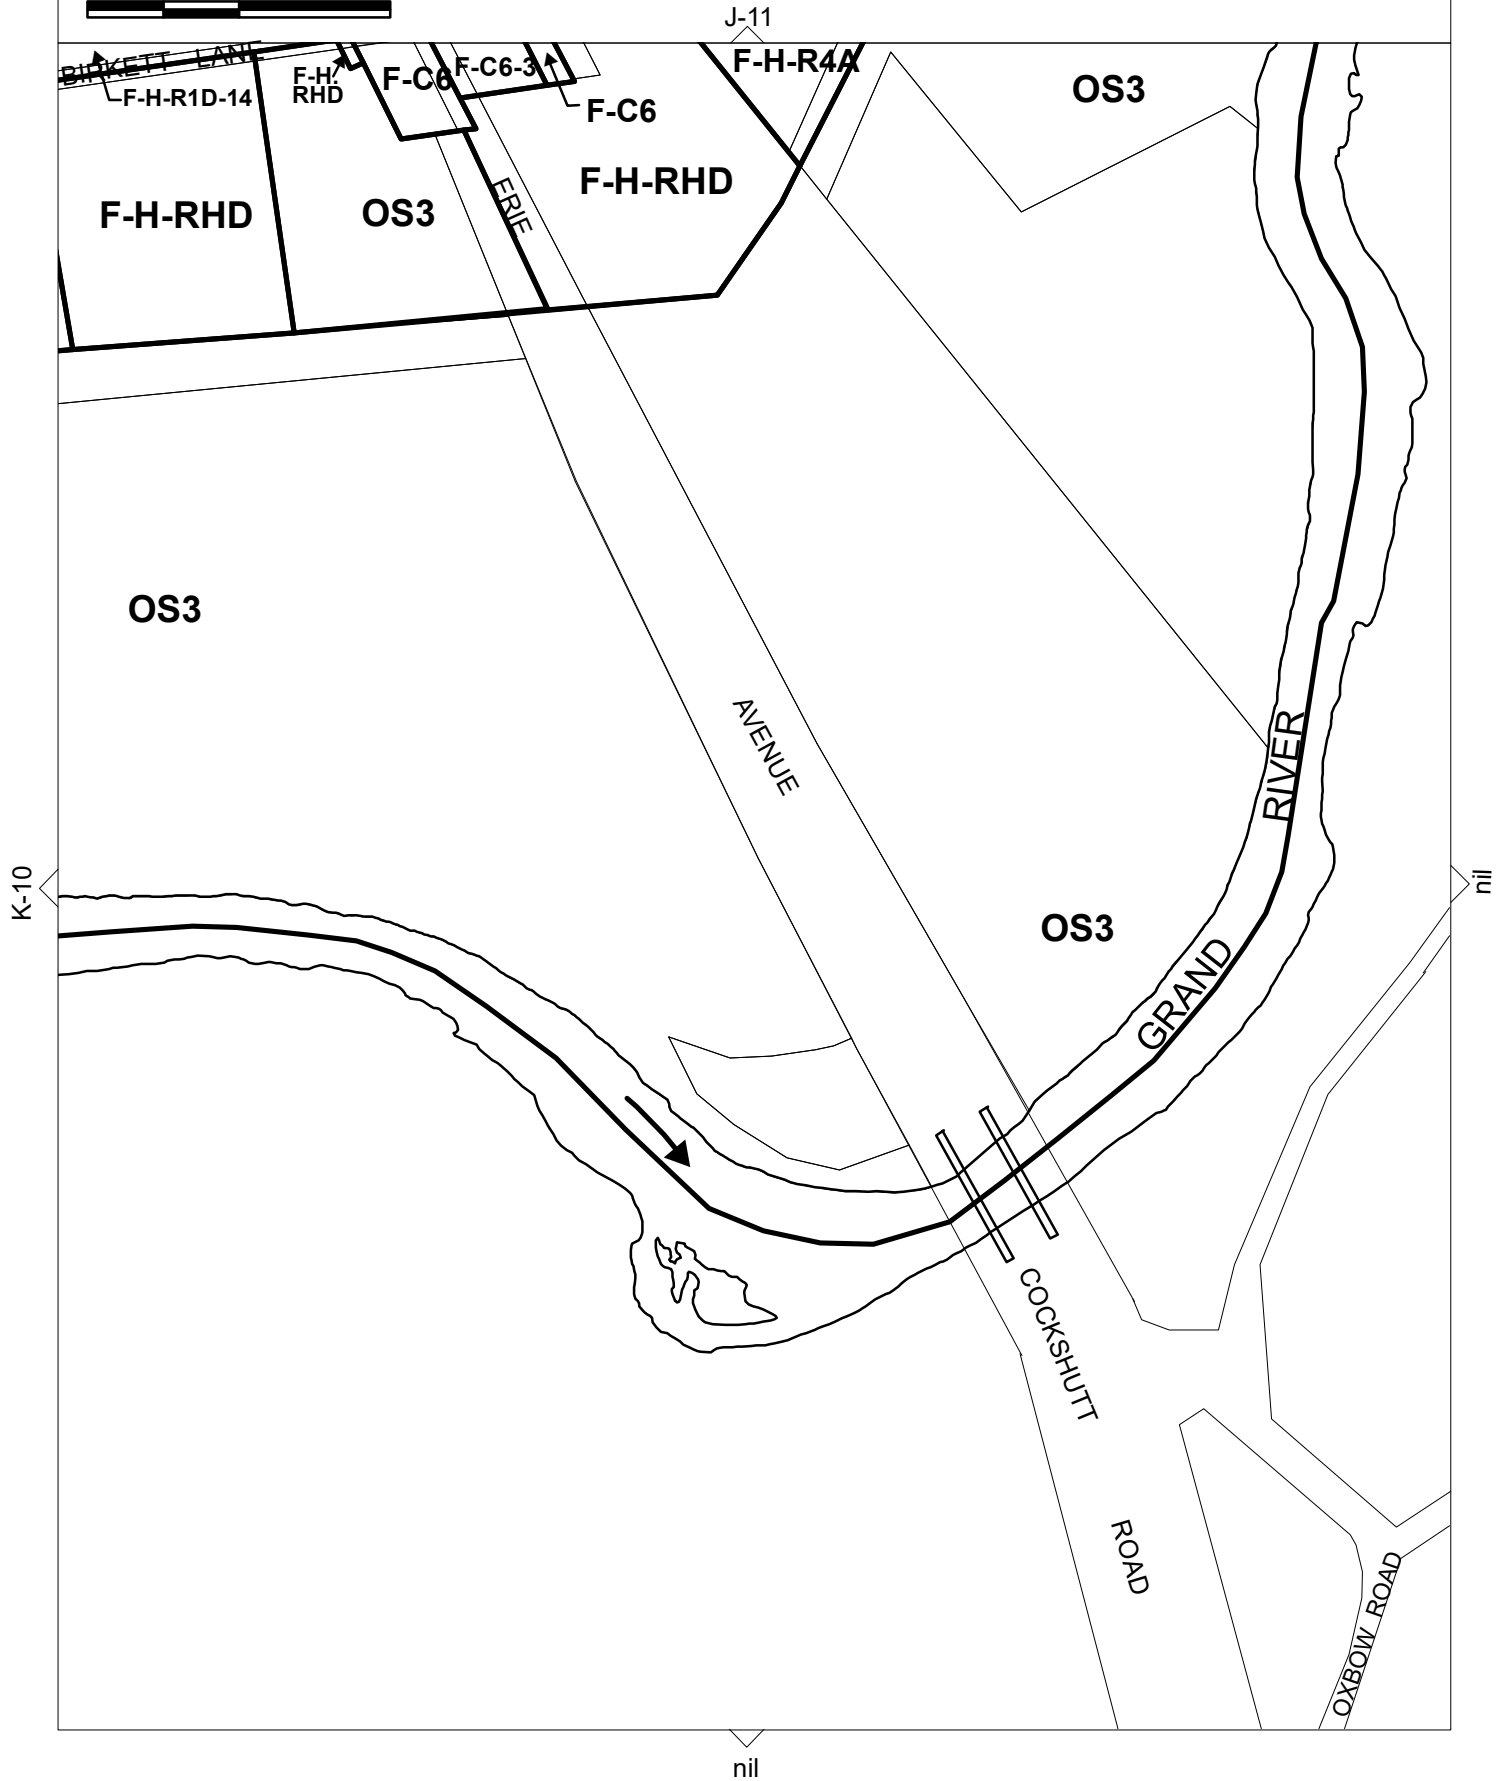 J-11
BIRKETT LANE
F-H-R1D-14
F-H-
RHD
F-C6
F-C6-3
F-C6
F-H-R4A
OS3
F-H-RHD
OS3
ERIE
F-H-RHD
OS3
AVENUE
RIVER
K-10
nil
OS3
GRAND
COCKSHUTT
ROAD
OXBOW ROAD
nil